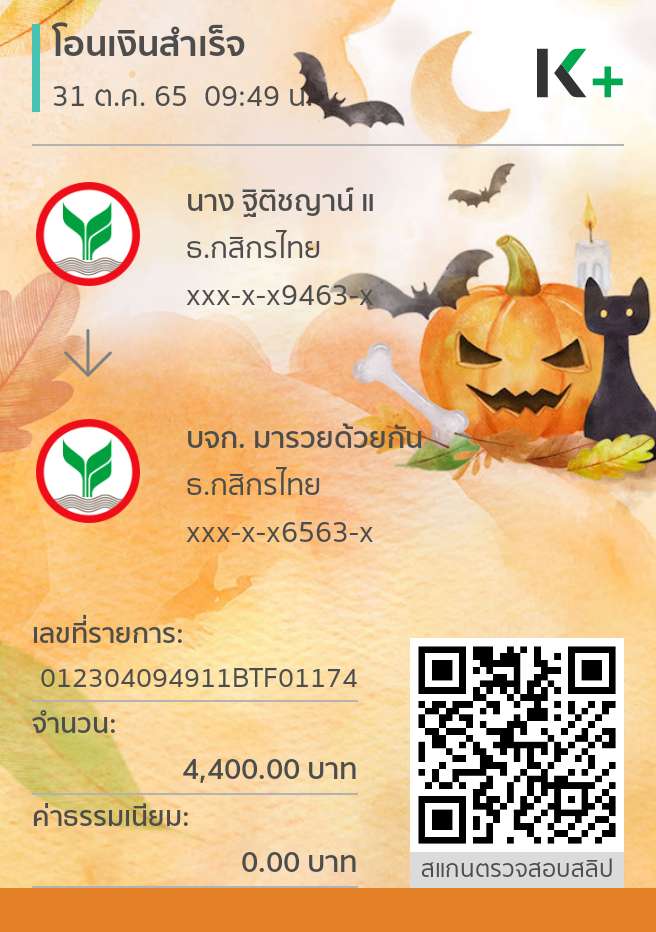 โอนเงินสำเร็จ
31 ต.ค. 65 09:49 น.
K+
นาง ฐิติชญาน์ แ
ธ.กสิกรไทย
xxx-x-x9463-x
บจก. มารวยด้วยกัน
ธ.กสิกรไทย
xxx-x-x6563-x
เลขที่รายการ:
012304094911BTF01174
จำนวน:
4,400.00 บาท
ค่าธรรมเนียม:
0.00 บาท
สแกนตรวจสอบสลิป